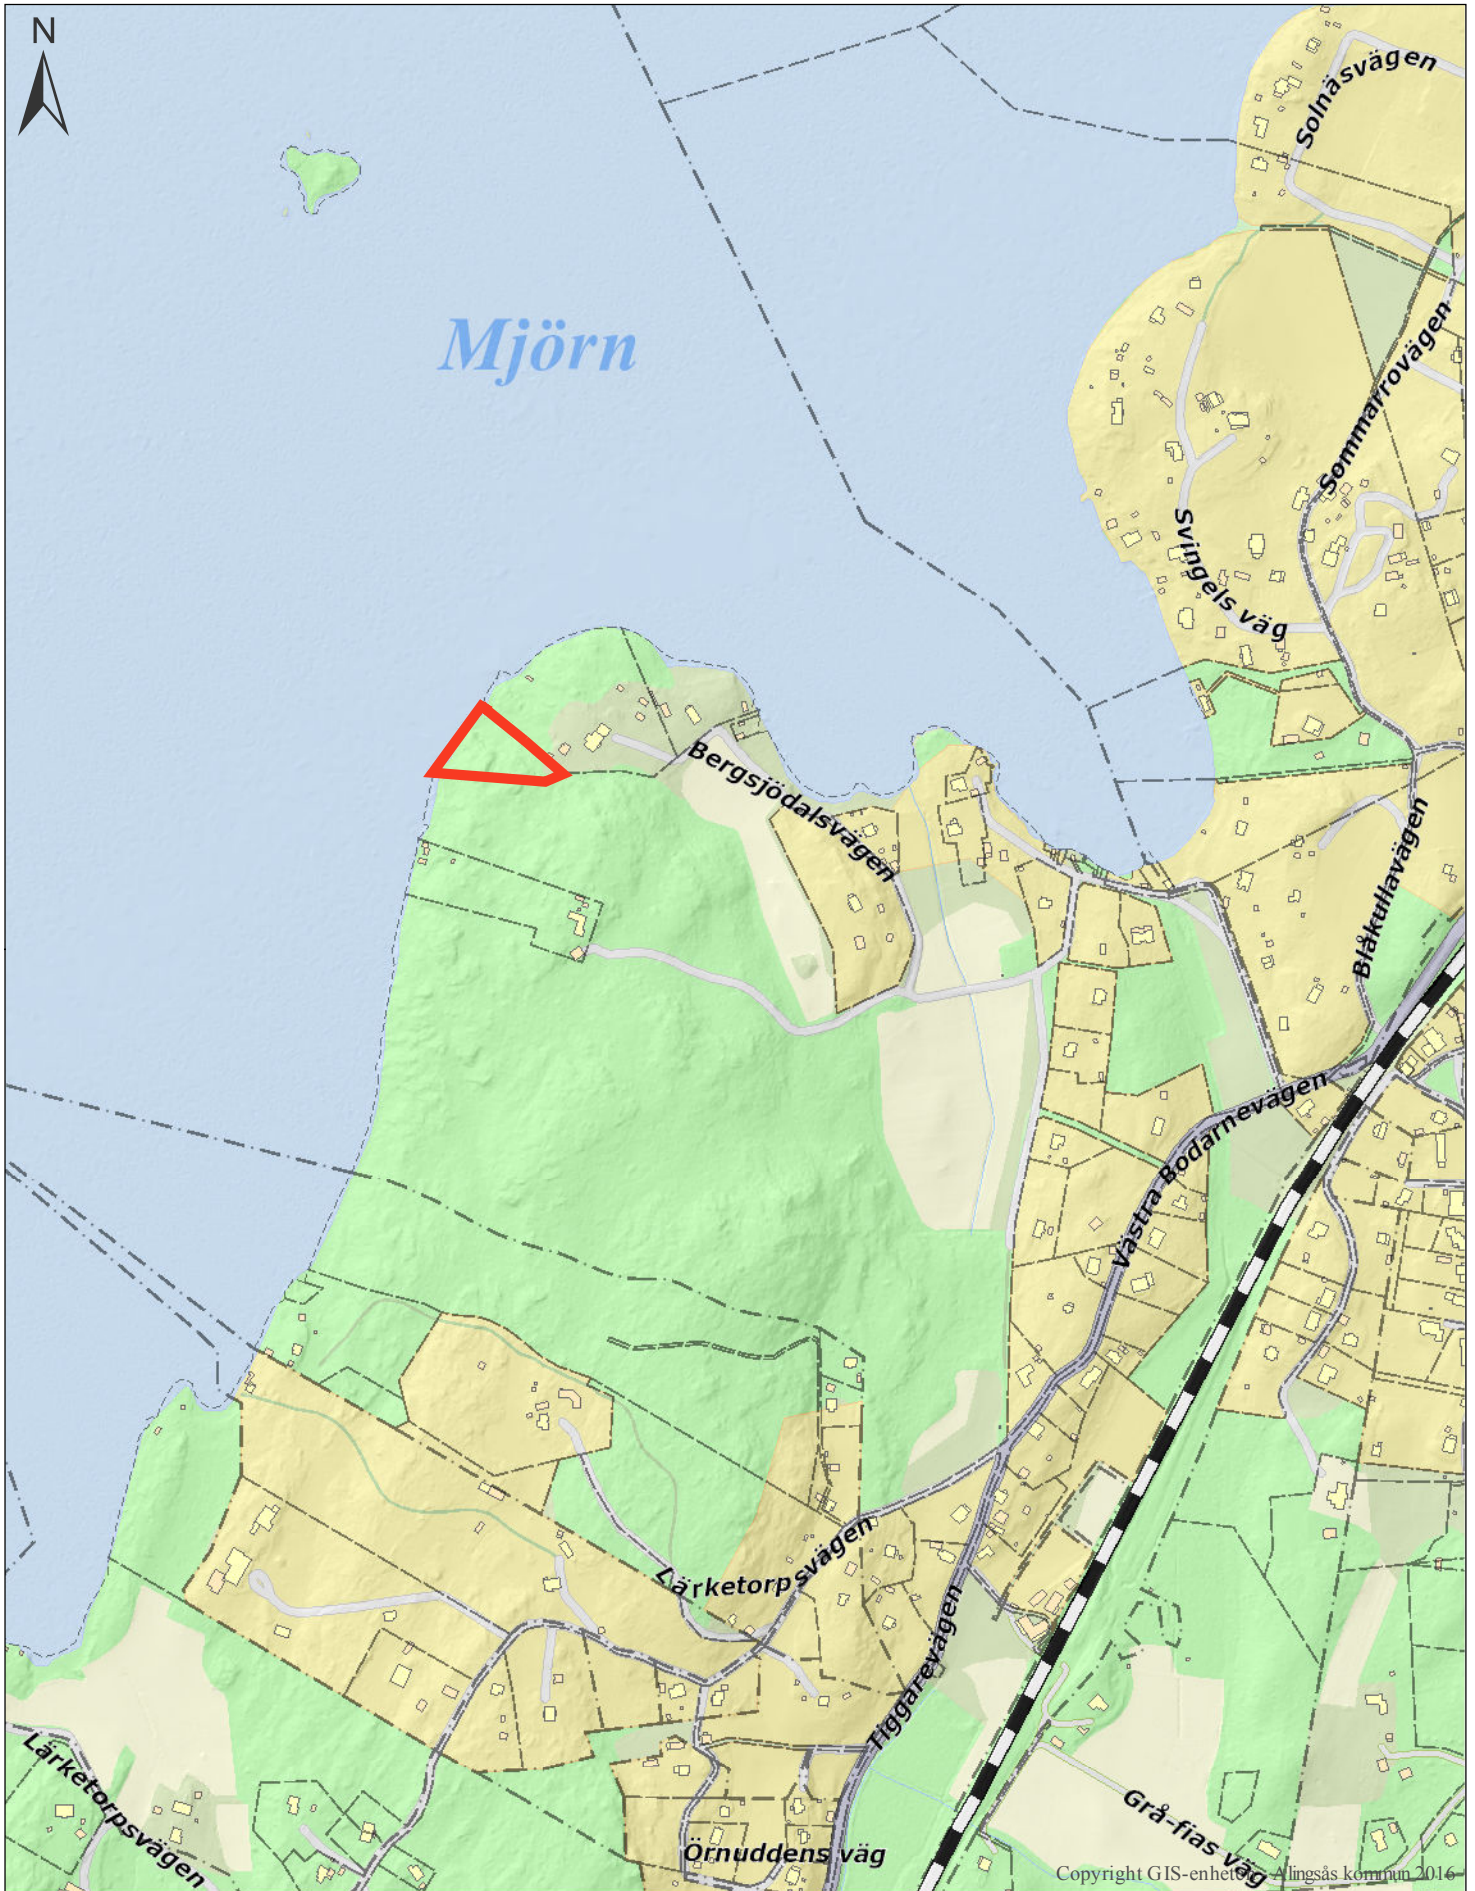 N
Solnäsvägen
Mjörn
Sommarrovägen
Svingels väg
Bergsjödalsvägen
Blåkullavägen
Västra Bodarnevägen
Lärketorpsvägen
Tiggarevägen
Lärketorpsvägen
Grå-fias väg
Örnuddens väg
Copyright GIS-enheten, Alingsås kommun 2016-